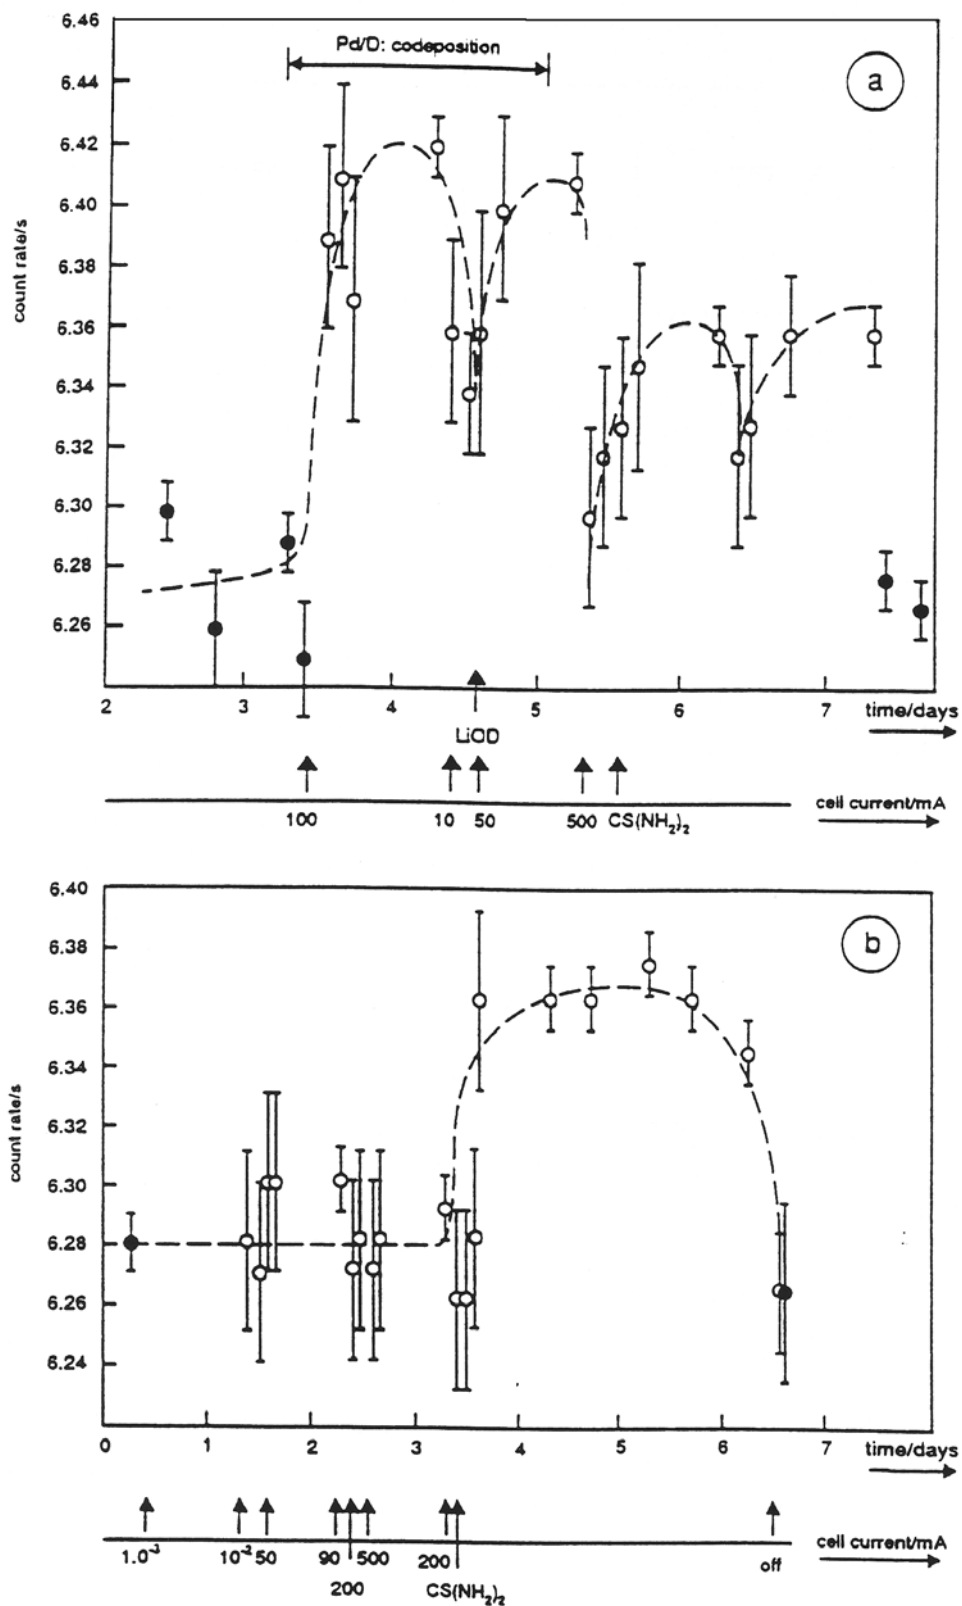 6.46
Pd/D: codeposition
a
6.44
6.42
6.40
6.38
6.36
6.34
6.32
6.30
6.28
6.26
count rate/s
2 3 4 5 6 7 time/days
LiOD
100 10 50 500 CS(NH₂)₂ cell current/mA
6.40
b
6.38
6.36
6.34
6.32
6.30
6.28
6.26
6.24
count rate/s
0 1 2 3 4 5 6 7 time/days
1.0⁻³ 10⁻² 50 90 500 200 off cell current/mA
200 CS(NH₂)₂